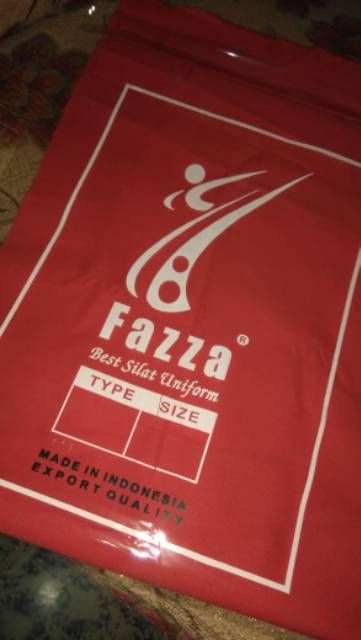 Fazza®
Best Silat Uniform
TYPE SIZE
MADE IN INDONESIA
EXPORT QUALITY